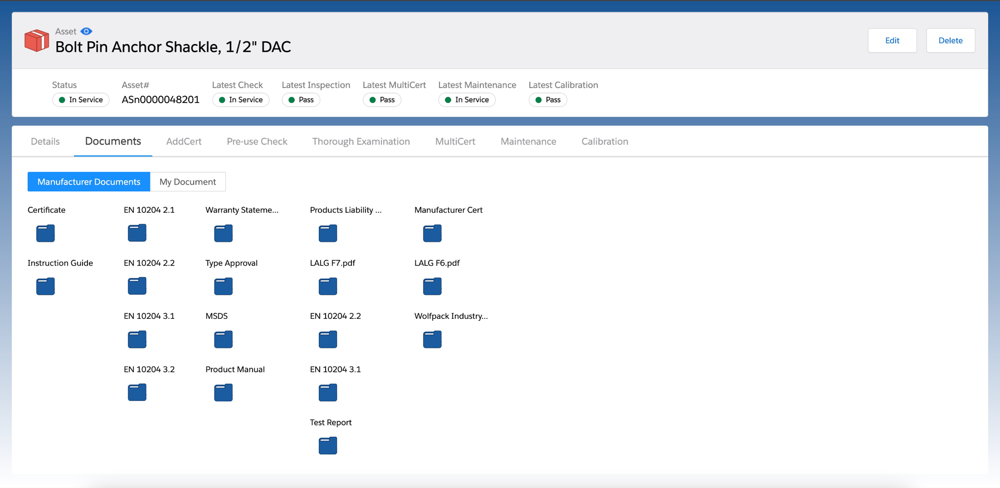 Asset
Bolt Pin Anchor Shackle, 1/2" DAC
Edit
Delete
Status
Asset#
Latest Check
Latest Inspection
Latest MultiCert
Latest Maintenance
Latest Calibration
In Service
ASn0000048201
In Service
Pass
Pass
In Service
Pass
Details
Documents
AddCert
Pre-use Check
Thorough Examination
MultiCert
Maintenance
Calibration
Manufacturer Documents
My Document
Certificate
EN 10204 2.1
Warranty Stateme...
Products Liability ...
Manufacturer Cert
Instruction Guide
EN 10204 2.2
Type Approval
LALG F7.pdf
LALG F6.pdf
EN 10204 3.1
MSDS
EN 10204 2.2
Wolfpack Industry...
EN 10204 3.2
Product Manual
EN 10204 3.1
Test Report